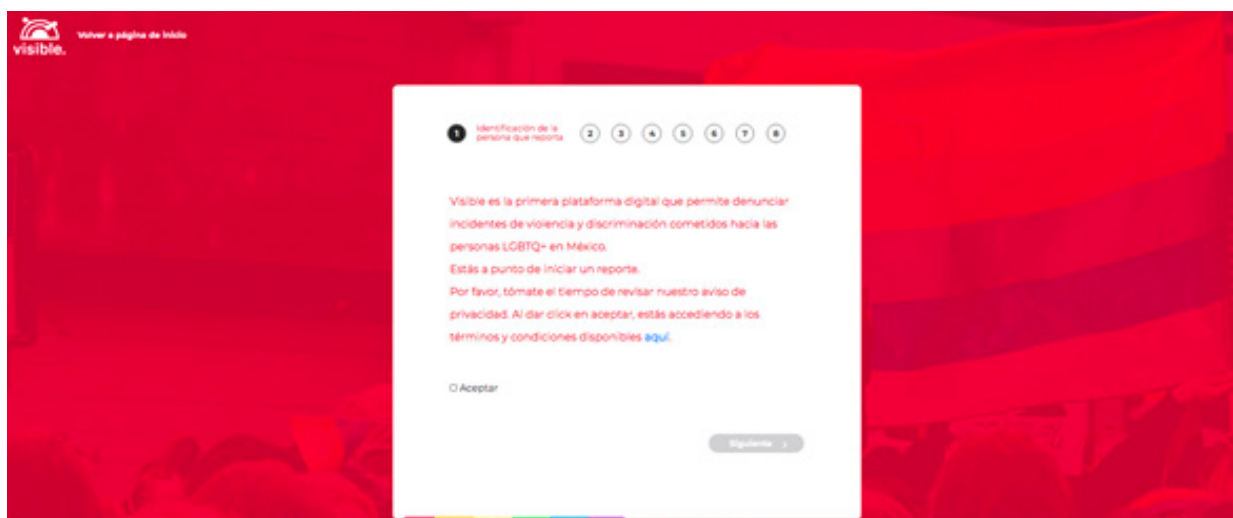 Volver a página de inicio
visible.
1 Identificación de la
persona que reporta
2 3 4 5 6 7 8
Visible es la primera plataforma digital que permite denunciar
incidentes de violencia y discriminación cometidos hacia las
personas LGBTQ+ en México.
Estás a punto de iniciar un reporte.
Por favor, tómate el tiempo de revisar nuestro aviso de
privacidad. Al dar click en aceptar, estás accediendo a los
términos y condiciones disponibles aquí.
Aceptar
Siguiente >